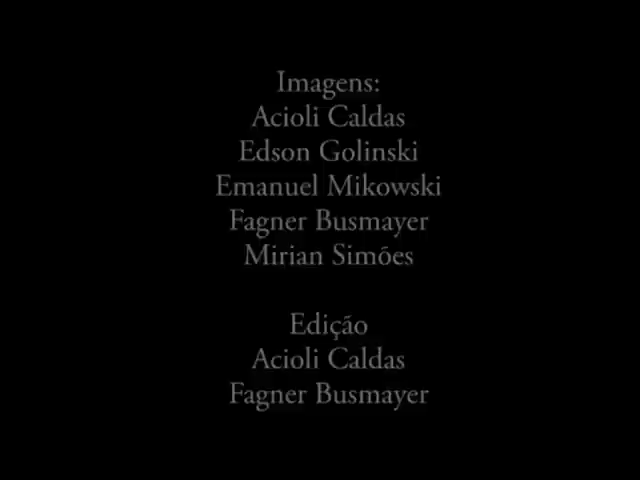 Imagens:
Acioli Caldas
Edson Golinski
Emanuel Mikowski
Fagner Busmayer
Mirian Simões
Edição
Acioli Caldas
Fagner Busmayer